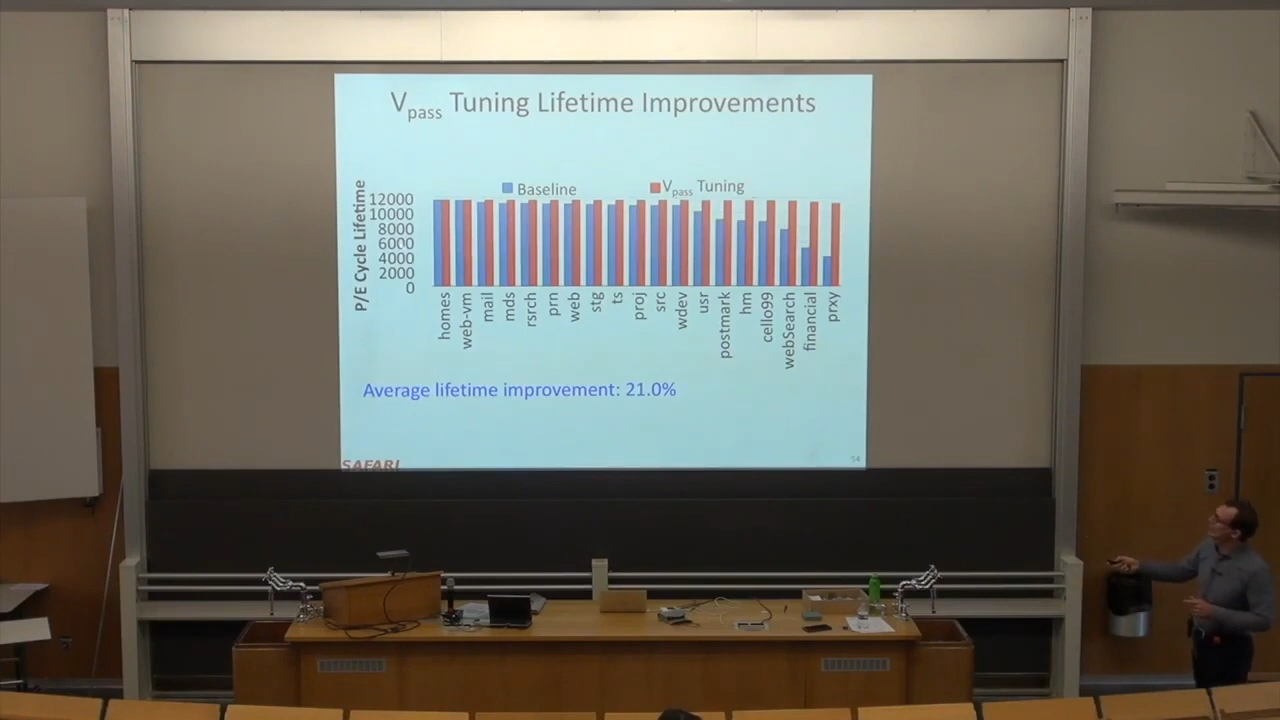 Vpass Tuning Lifetime Improvements
Baseline
Vpass Tuning
P/E Cycle Lifetime
12000
10000
8000
6000
4000
2000
0
homes
web-vm
mail
mds
rsrch
prn
web
stg
ts
proj
src
wdev
usr
postmark
hm
cello99
webSearch
financial
prxy
Average lifetime improvement: 21.0%
SAFARI
54